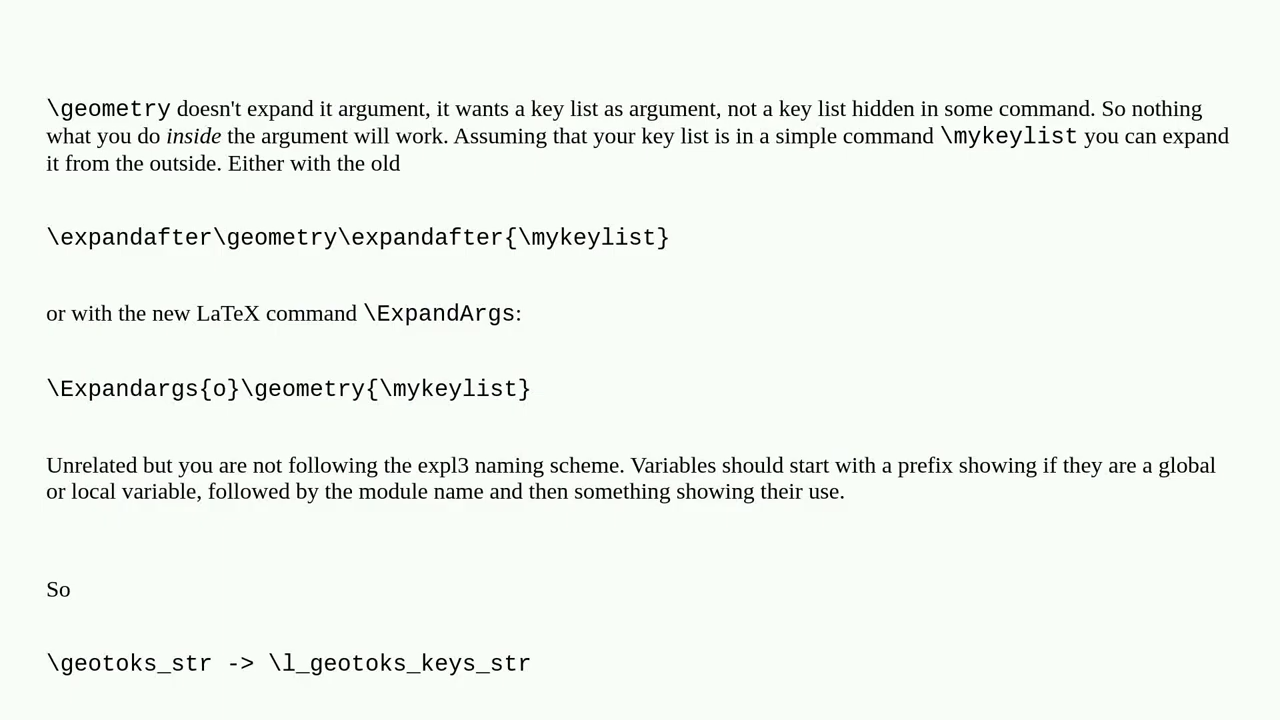 \geometry doesn't expand it argument, it wants a key list as argument, not a key list hidden in some command. So nothing
what you do inside the argument will work. Assuming that your key list is in a simple command \mykeylist you can expand
it from the outside. Either with the old
\expandafter\geometry\expandafter{\mykeylist}
or with the new LaTeX command \ExpandArgs:
\Expandargs{o}\geometry{\mykeylist}
Unrelated but you are not following the expl3 naming scheme. Variables should start with a prefix showing if they are a global
or local variable, followed by the module name and then something showing their use.
So
\geotoks_str -> \l_geotoks_keys_str